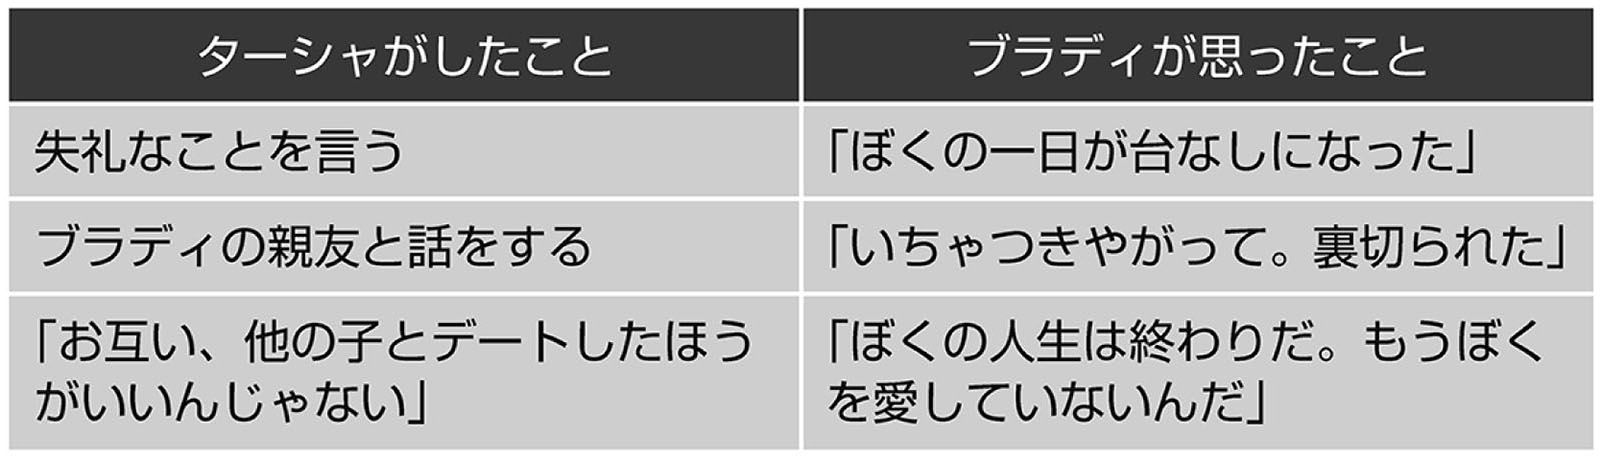 ターシャがしたこと
ブラディが思ったこと
失礼なことを言う
「ぼくの一日が台なしになった」
ブラディの親友と話をする
「いちゃつきやがって。裏切られた」
「お互い、他の子とデートしたほう
がいいんじゃない」
「ぼくの人生は終わりだ。もうぼく
を愛していないんだ」